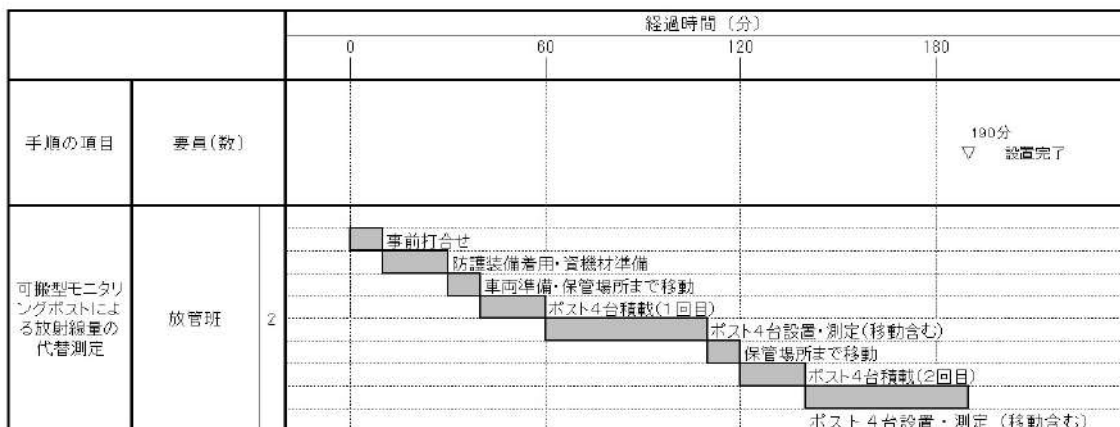 経過時間（分）
0 60 120 180
手順の項目 要員(数)
190分
▽ 設置完了
事前打合せ
防護装備着用・資機材準備
車両準備・保管場所まで移動
可搬型モニタリングポストによる放射線量の代替測定
放管班 2
ポスト4台積載(1回目)
ポスト4台設置・測定(移動含む)
保管場所まで移動
ポスト4台積載(2回目)
ポスト4台設置・測定（移動含む）